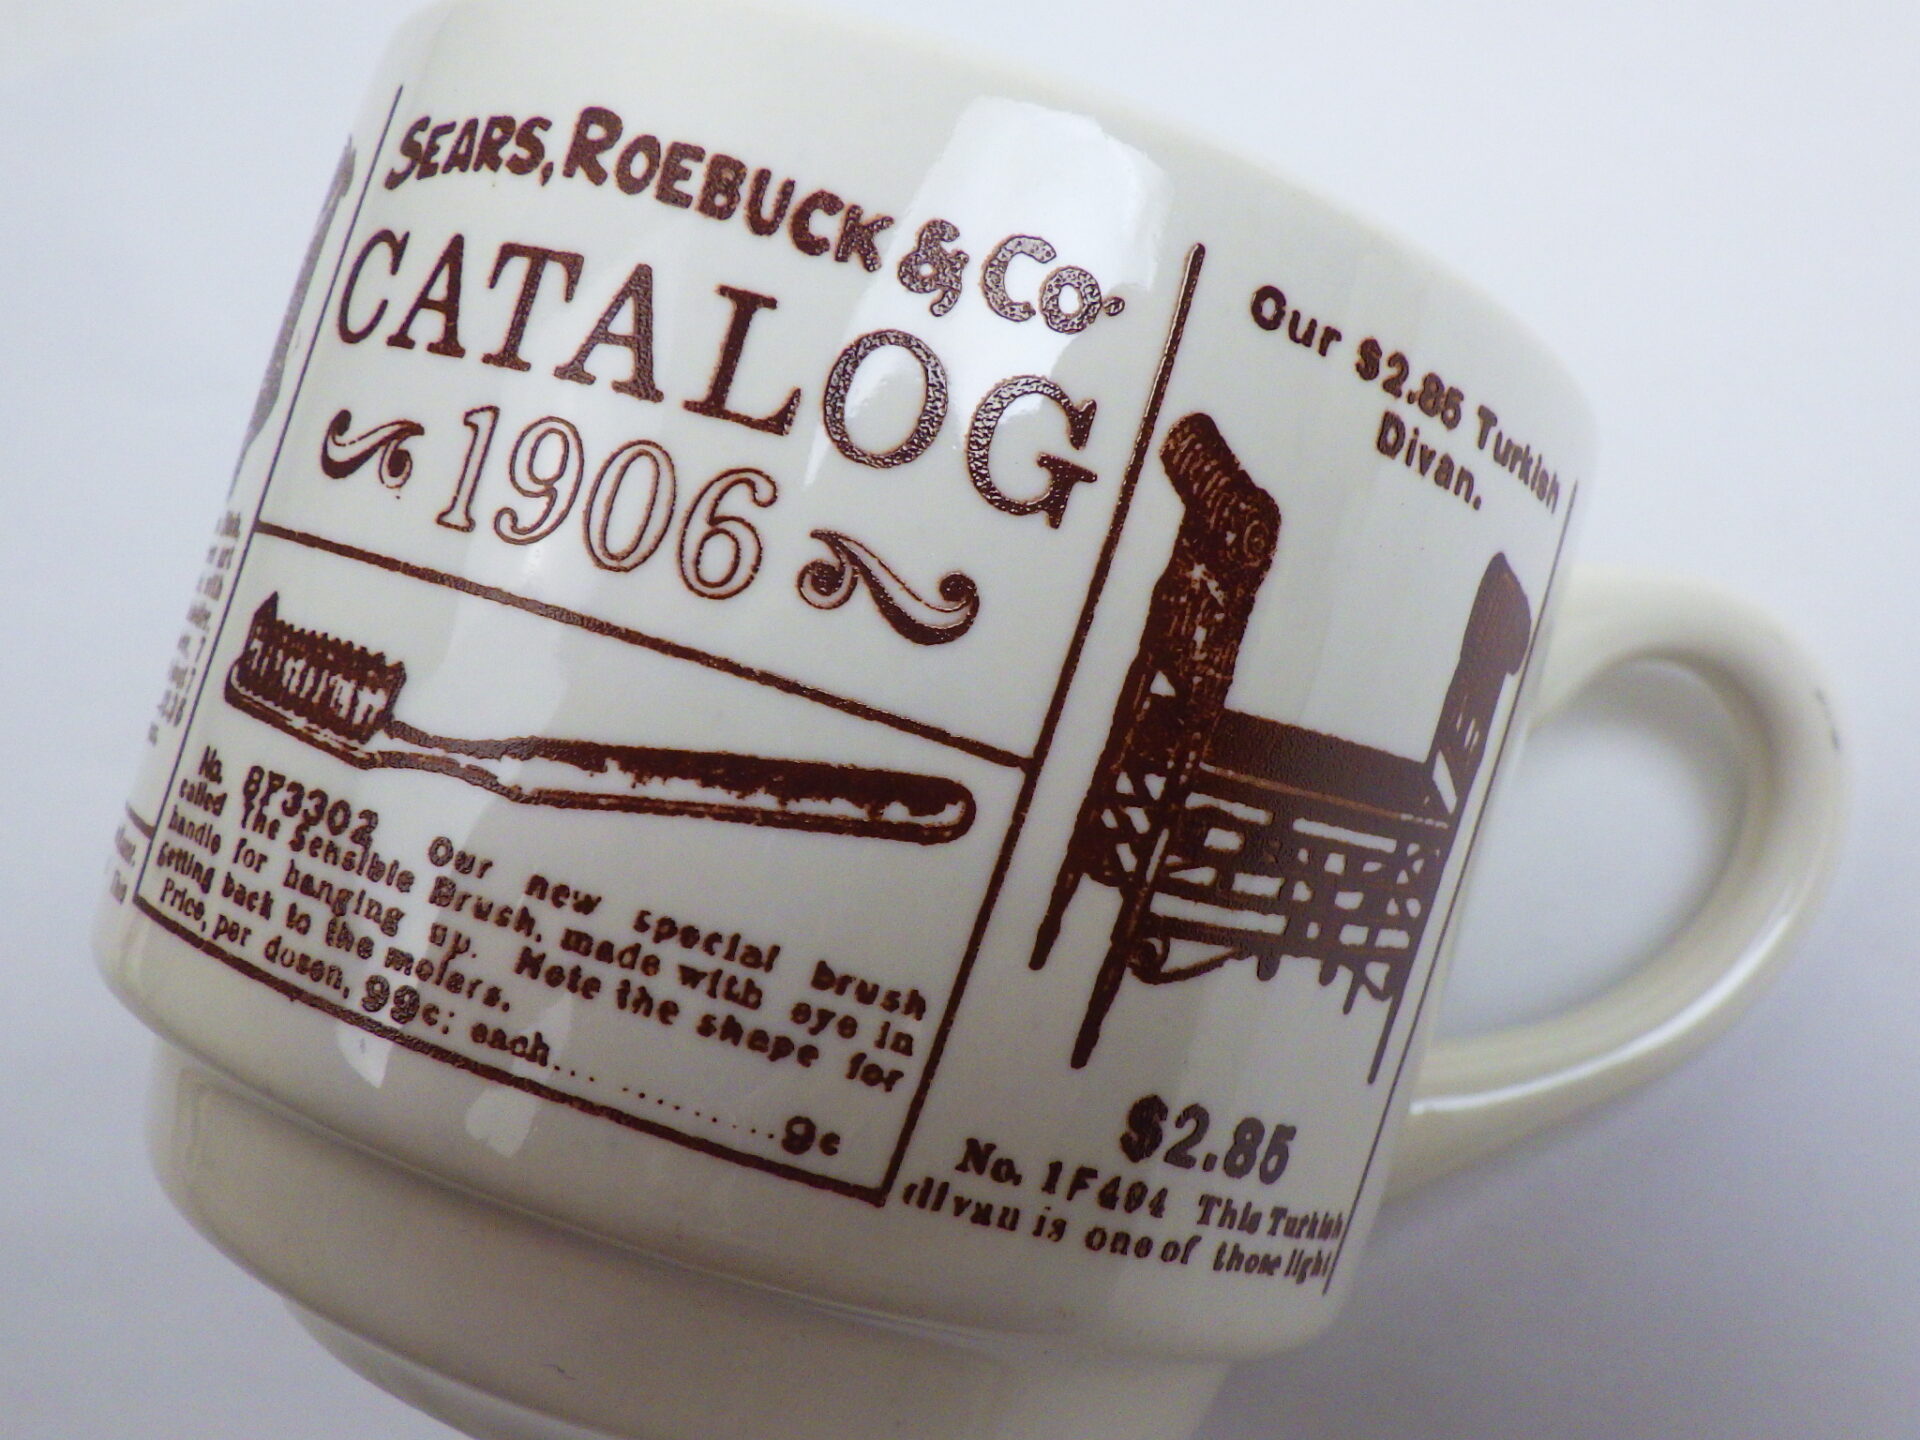 SEARS, ROEBUCK & Co.
CATALOG
1906
No. 8F3302 Our new special brush
called The Sensible Brush, made with eye in
handle for hanging up. Note the shape for
getting back to the molars.
Price, per dozen, 99c; each.............9c
Our $2.85 Turkish
Divan.
$2.85
No. 1F494 This Turkish
divan is one of those light